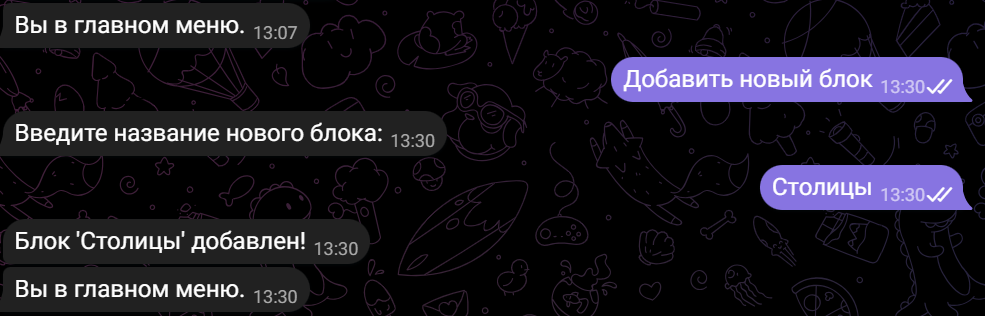 Вы в главном меню. 13:07
Добавить новый блок 13:30
Введите название нового блока: 13:30
Столицы 13:30
Блок 'Столицы' добавлен! 13:30
Вы в главном меню. 13:30